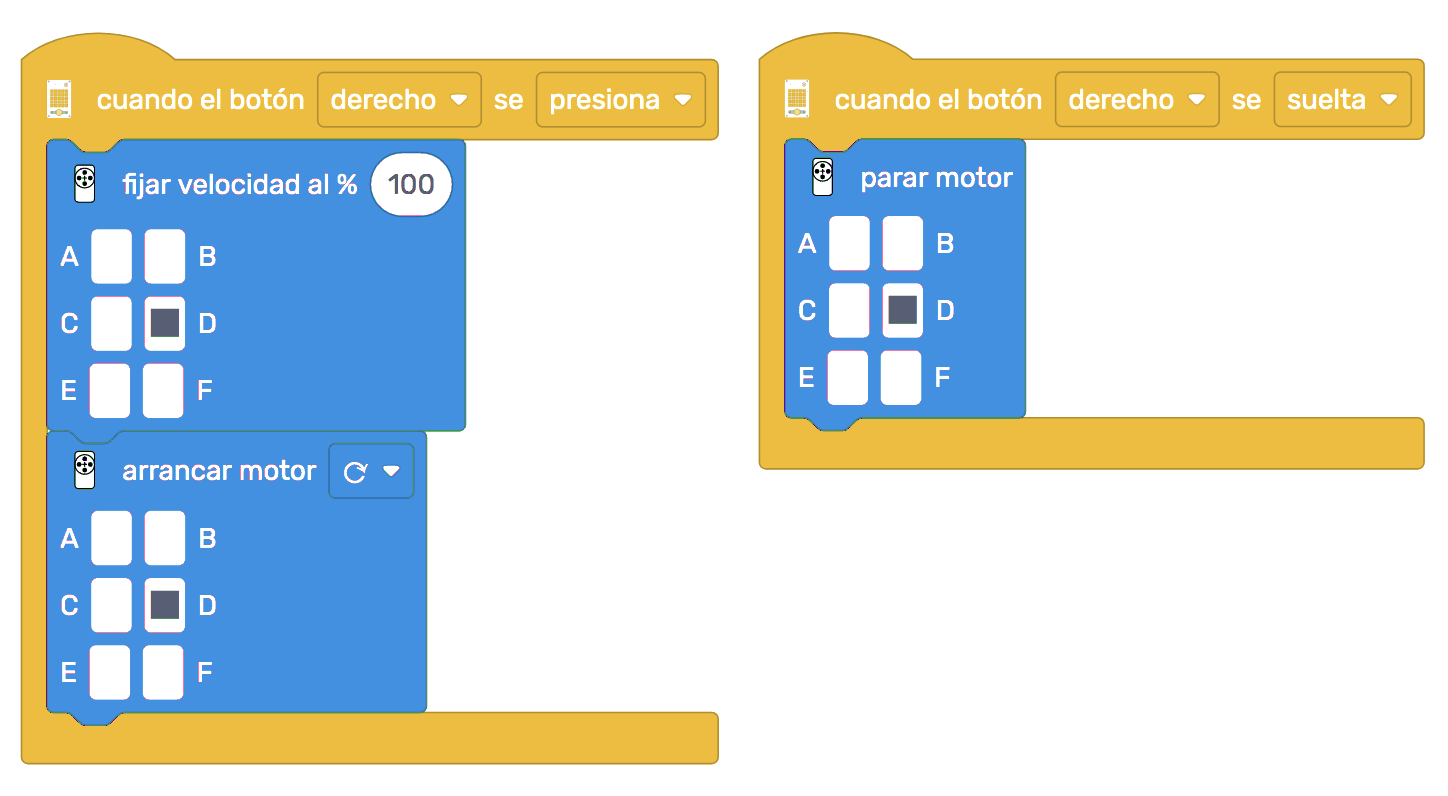 cuando el botón derecho se presiona
fijar velocidad al % 100
A B
C D
E F
arrancar motor
A B
C D
E F
cuando el botón derecho se suelta
parar motor
A B
C D
E F